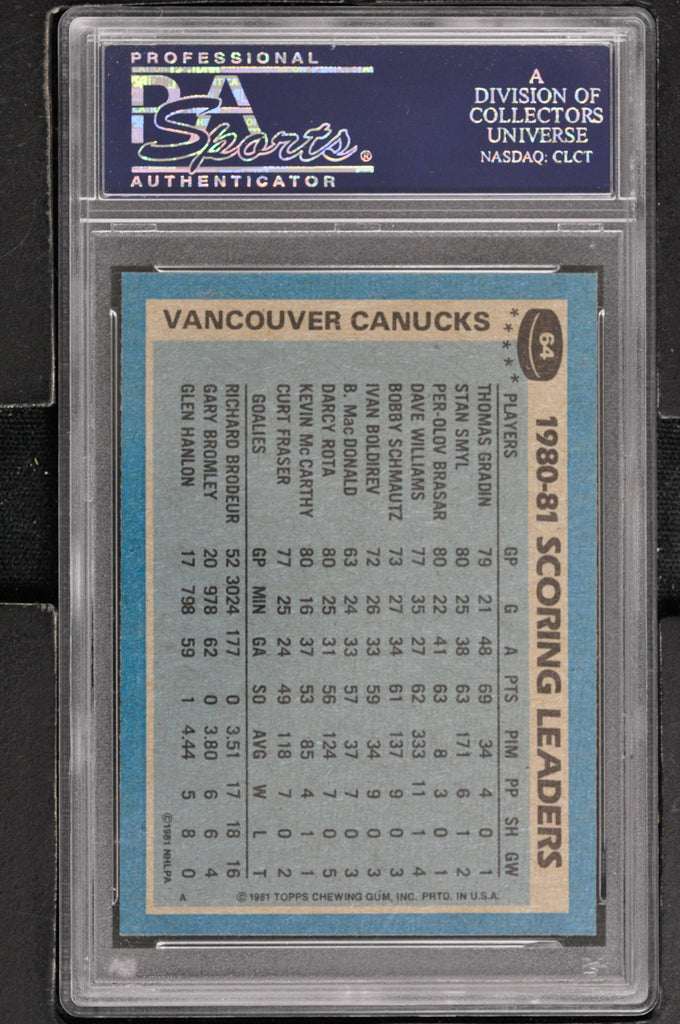 PROFESSIONAL
PSA
Sports®
AUTHENTICATOR
A
DIVISION OF
COLLECTORS
UNIVERSE
NASDAQ: CLCT
64
1980-81 SCORING LEADERS
VANCOUVER CANUCKS
PLAYERS GP G A PTS PIM PP SH GW
THOMAS GRADIN 79 21 48 69 34 4 0 1
STAN SMYL 80 25 38 63 171 6 1 2
PER-OLOV BRASAR 80 22 41 63 8 3 0 1
DAVE WILLIAMS 77 35 27 62 333 11 1 4
BOBBY SCHMAUTZ 73 27 34 61 137 9 0 3
IVAN BOLDIREV 72 26 33 59 34 9 0 3
B. MacDONALD 63 24 33 57 37 7 0 3
DARCY ROTA 80 25 31 56 124 7 0 5
KEVIN McCARTHY 80 16 37 53 85 4 1 1
CURT FRASER 77 25 24 49 118 7 0 2
GOALIES MIN GA SO AVG W L T
RICHARD BRODEUR 52 3024 177 0 3.51 17 18 16
GARY BROMLEY 20 978 62 0 3.80 6 6 4
GLEN HANLON 17 798 59 1 4.44 5 8 0
© 1981 TOPPS CHEWING GUM, INC. PRTD. IN U.S.A.
©1981 NHLPA
A